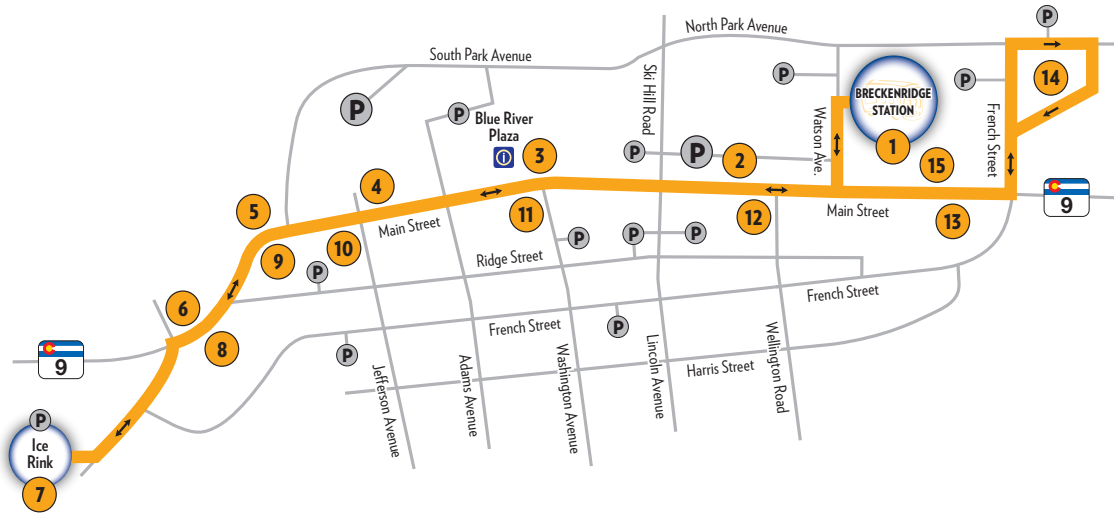 P
North Park Avenue
South Park Avenue
Ski Hill Road
P
P
14
BRECKENRIDGE
STATION
P
P
Blue River
Plaza
i
Watson Ave.
French Street
1
3
P
P
2
15
4
5
11
12
Main Street
13
9
Main Street
10
9
P
P
P
Ridge Street
P
6
French Street
French Street
P
8
P
9
Jefferson Avenue
Adams Avenue
Washington Avenue
Lincoln Avenue
Harris Street
Wellington Road
P
Ice
Rink
7